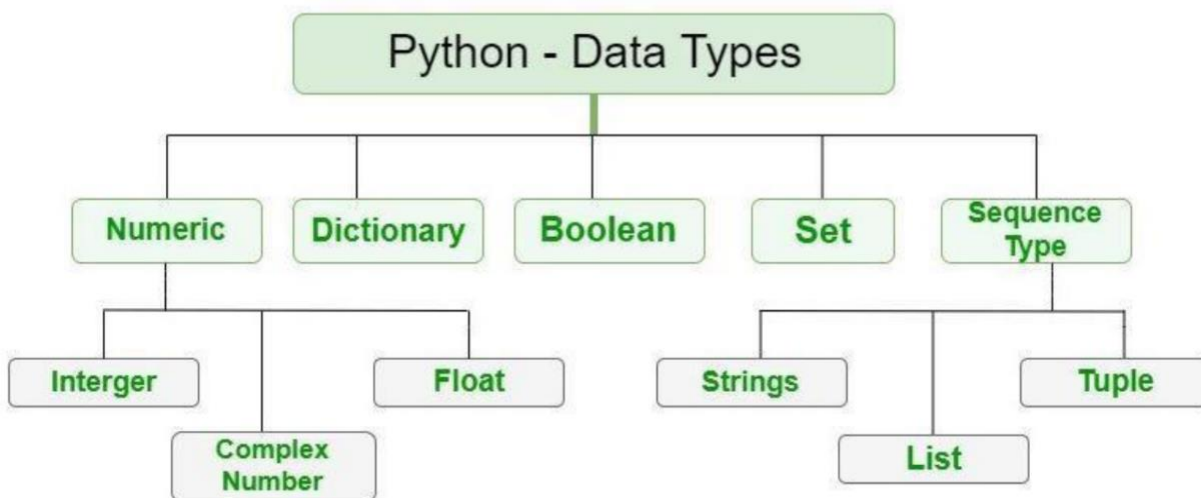 Python - Data Types
Numeric
Dictionary
Boolean
Set
Sequence
Type
Interger
Complex
Number
Float
Strings
List
Tuple